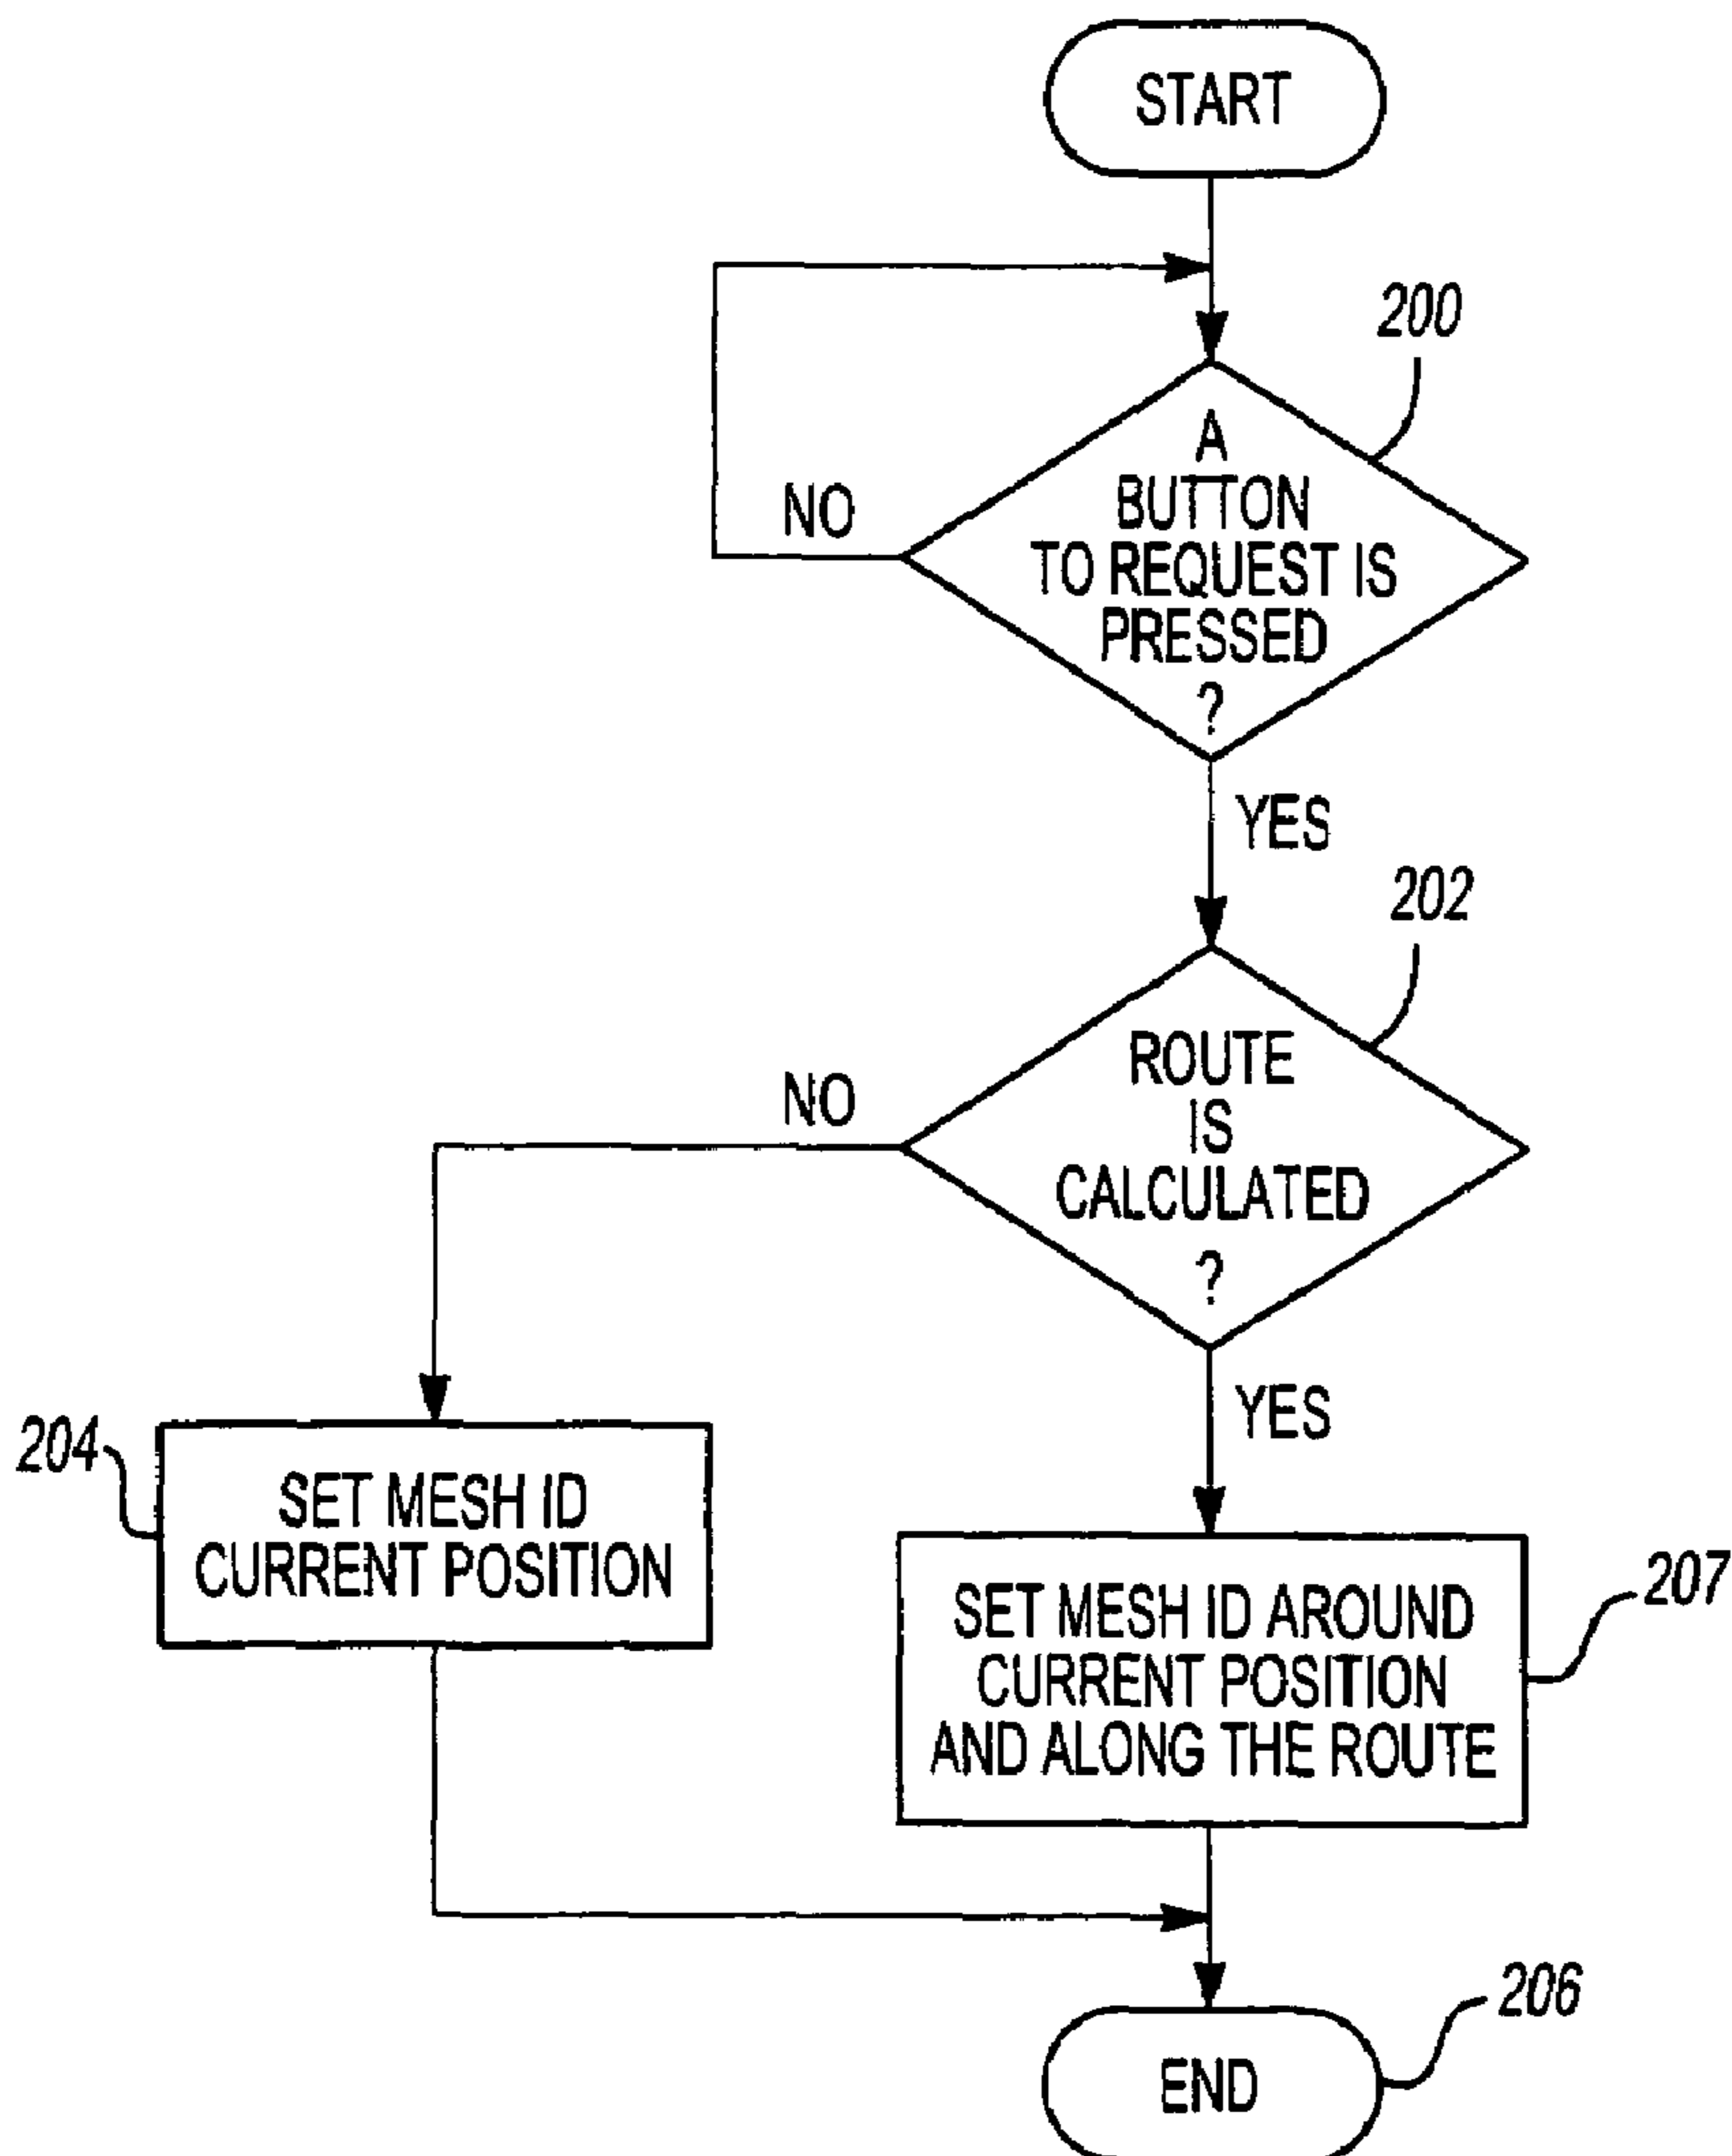 START
200
A
BUTTON
TO REQUEST IS
PRESSED
?
NO
YES
202
ROUTE
IS
CALCULATED
?
NO
YES
204
SET MESH ID
CURRENT POSITION
SET MESH ID AROUND
CURRENT POSITION
AND ALONG THE ROUTE
207
206
END